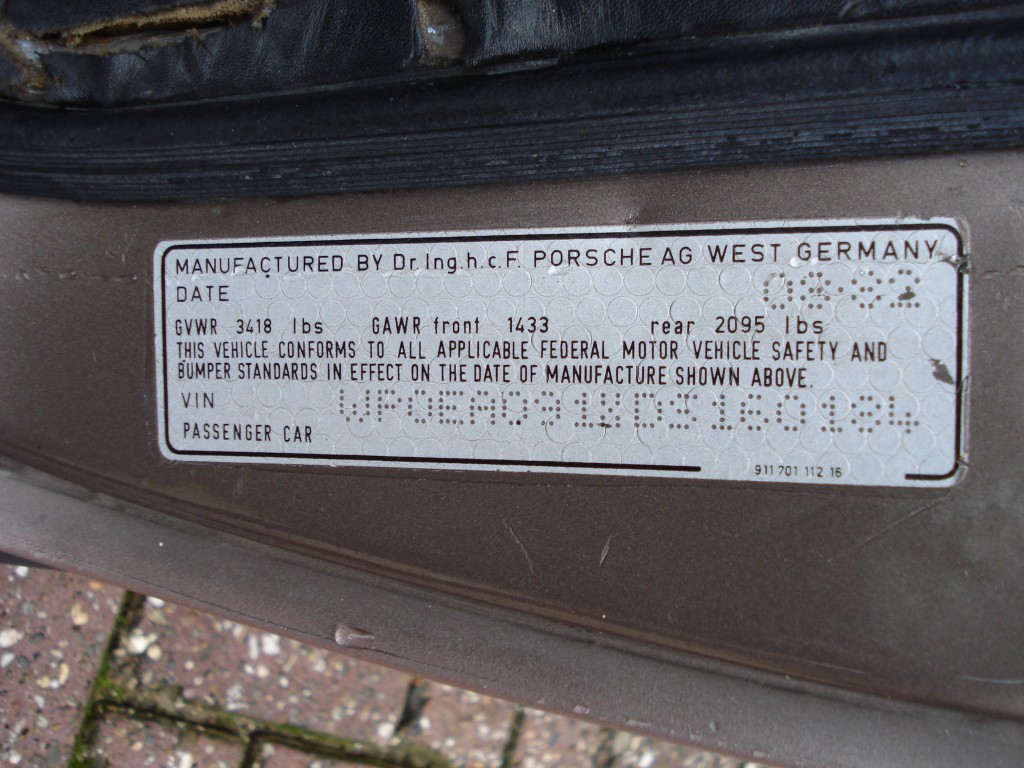 MANUFACTURED BY Dr.Ing.h.c.F. PORSCHE AG WEST GERMANY
DATE
GVWR 3418 lbs GAWR front 1433 rear 2095 lbs
THIS VEHICLE CONFORMS TO ALL APPLICABLE FEDERAL MOTOR VEHICLE SAFETY AND
BUMPER STANDARDS IN EFFECT ON THE DATE OF MANUFACTURE SHOWN ABOVE.
VIN
PASSENGER CAR
911 701 112 16